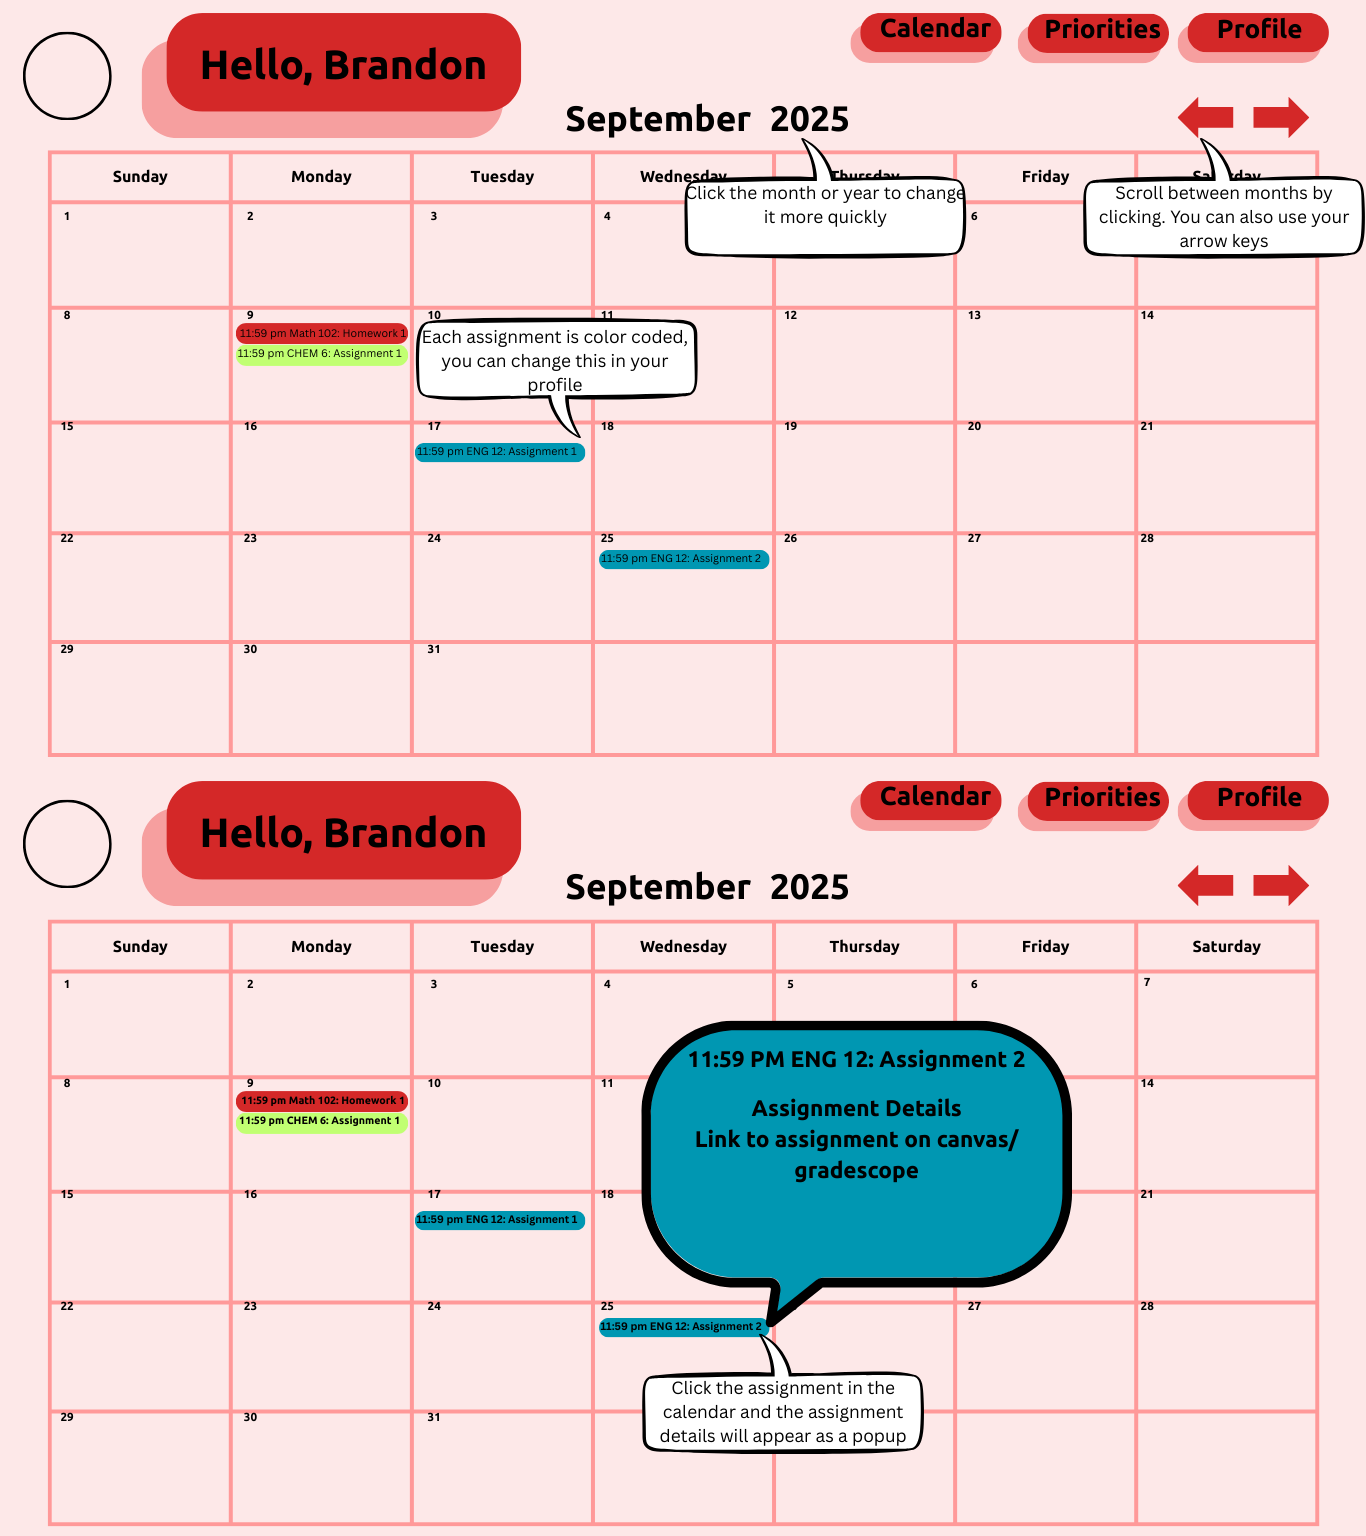 Hello, Brandon
Calendar
Priorities
Profile
September 2025
Sunday
Monday
Tuesday
Wednesday
Thursday
Friday
Saturday
Click the month or year to change
it more quickly
Scroll between months by
clicking. You can also use your
arrow keys
1
2
3
4
6
8
9
10
11
12
13
14
11:59 pm Math 102: Homework 1
11:59 pm CHEM 6: Assignment 1
Each assignment is color coded,
you can change this in your
profile
15
16
17
18
19
20
21
11:59 pm ENG 12: Assignment 1
22
23
24
25
26
27
28
11:59 pm ENG 12: Assignment 2
29
30
31
Hello, Brandon
Calendar
Priorities
Profile
September 2025
Sunday
Monday
Tuesday
Wednesday
Thursday
Friday
Saturday
1
2
3
4
5
6
7
11:59 PM ENG 12: Assignment 2
Assignment Details
Link to assignment on canvas/
gradescope
8
9
10
11
14
11:59 pm Math 102: Homework 1
11:59 pm CHEM 6: Assignment 1
15
16
17
18
21
11:59 pm ENG 12: Assignment 1
22
23
24
25
27
28
11:59 pm ENG 12: Assignment 2
Click the assignment in the
calendar and the assignment
details will appear as a popup
29
30
31